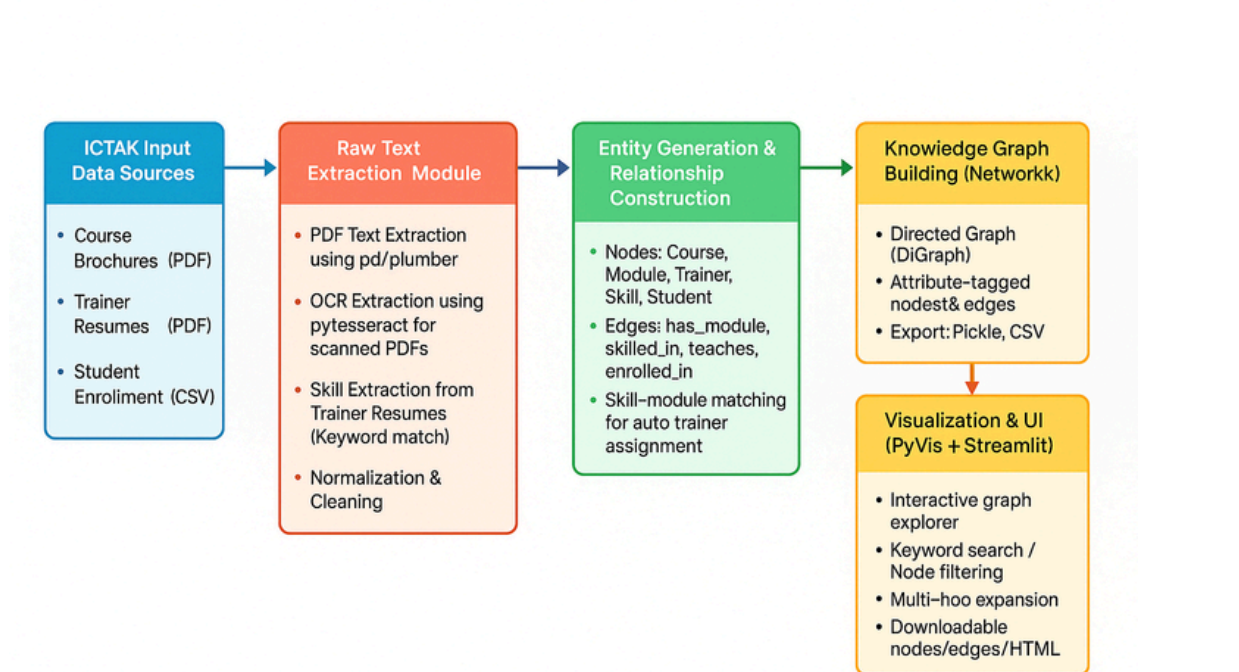 ICTAK Input
Data Sources
• Course
Brochures (PDF)
• Trainer
Resumes (PDF)
• Student
Enroliment (CSV)
Raw Text
Extraction Module
• PDF Text Extraction
using pd/plumber
• OCR Extraction using
pytesseract for
scanned PDFs
• Skill Extraction from
Trainer Resumes
(Keyword match)
• Normalization &
Cleaning
Entity Generation &
Relationship
Construction
• Nodes: Course,
Module, Trainer,
Skill, Student
• Edges: has_module,
skilled_in, teaches,
enrolled_in
• Skill–module matching
for auto trainer
assignment
Knowiedge Graph
Building (Networkk)
• Directed Graph
(DiGraph)
• Attribute-tagged
nodest& edges
• Export: Pickle, CSV
Visualization & UI
(PyVis + Streamlit)
• Interactive graph
explorer
• Keyword search /
Node filtering
• Multi–hoo expansion
• Downloadable
nodes/edges/HTML